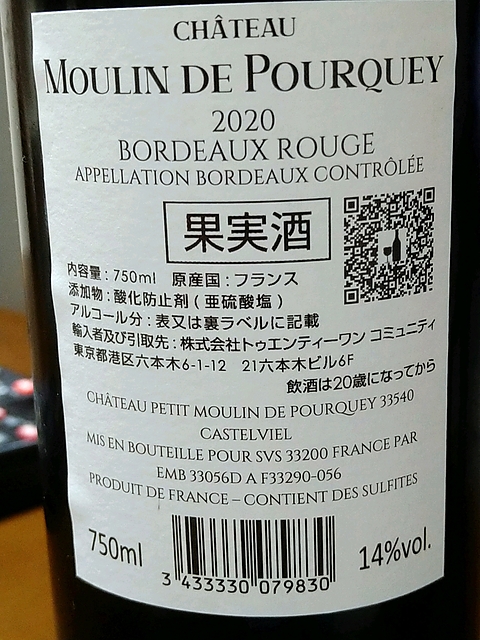 CHÂTEAU
MOULIN DE POURQUEY
2020
BORDEAUX ROUGE
APPELLATION BORDEAUX CONTRÔLÉE
果実酒
内容量：750ml 原産国：フランス
添加物：酸化防止剤（亜硫酸塩）
アルコール分：表又は裏ラベルに記載
輸入者及び引取先：株式会社トゥエンティーワン コミュニティ
東京都港区六本木6-1-12 21六本木ビル6F
飲酒は20歳になってから
CHÂTEAU PETIT MOULIN DE POURQUEY 33540
CASTELVIEL
MIS EN BOUTEILLE POUR SVS 33200 FRANCE PAR
EMB 33056D A F33290-056
PRODUIT DE FRANCE – CONTIENT DES SULFITES
750ml
14%vol.
3 433330 079830